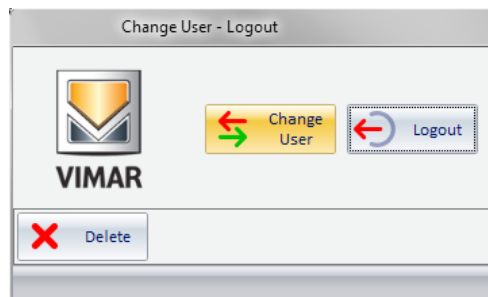 Change User - Logout
Change
User
Logout
VIMAR
Delete